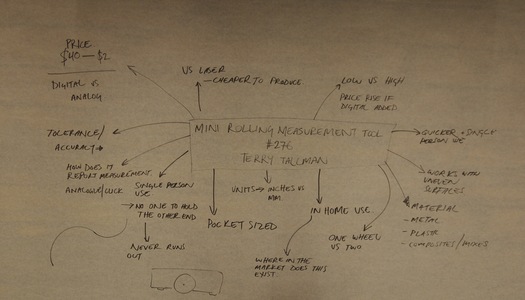 PRICE
$40 — $2
DIGITAL VS
ANALOG
VS LASER
— CHEAPER TO PRODUCE
LOW VS HIGH
PRICE RISE IF
DIGITAL ADDED
MINI ROLLING MEASUREMENT TOOL
#276
TERRY TALLMAN
TOLERANCE/
ACCURACY
HOW DOES IT
REPORT MEASUREMENT
ANALOGUE/CLICK
SINGLE PERSON
USE
→ NO ONE TO HOLD
THE OTHER END
NEVER RUNS
OUT
POCKET SIZED
UNITS → INCHES VS
MM
IN HOME USE
WHERE IN THE
MARKET DOES THIS
EXIST.
ONE WHEEL
VS TWO
QUICKER + SINGLE
PERSON USE
WORKS WITH
UNEVEN
SURFACES
MATERIAL
- METAL
- PLASTIC
- COMPOSITES/MIXES